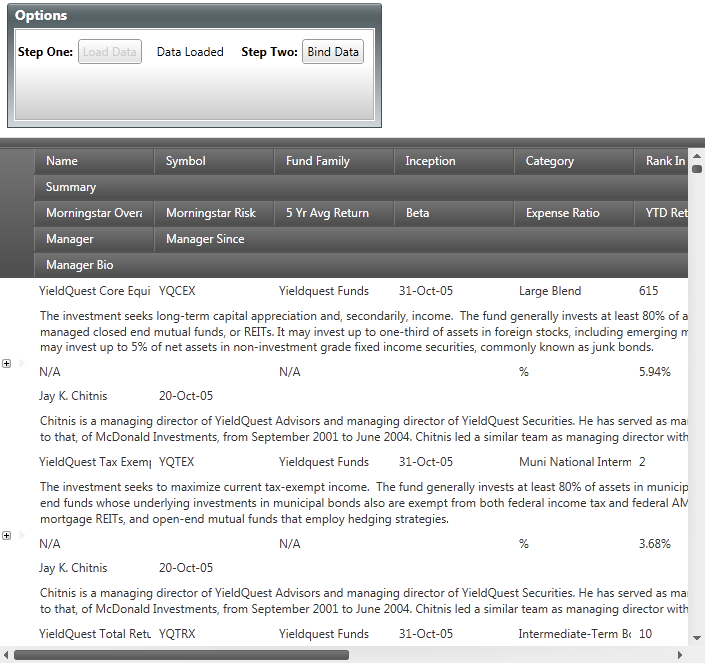 Options
Step One: Load Data Data Loaded Step Two: Bind Data
Name Symbol Fund Family Inception Category Rank In
Summary
Morningstar Overa Morningstar Risk 5 Yr Avg Return Beta Expense Ratio YTD Ret
Manager Manager Since
Manager Bio
YieldQuest Core Equi YQCEX Yieldquest Funds 31-Oct-05 Large Blend 615
The investment seeks long-term capital appreciation and, secondarily, income. The fund generally invests at least 80% of a
managed closed end mutual funds, or REITs. It may invest up to one-third of assets in foreign stocks, including emerging m
may invest up to 5% of net assets in non-investment grade fixed income securities, commonly known as junk bonds.
N/A N/A % 5.94%
Jay K. Chitnis 20-Oct-05
Chitnis is a managing director of YieldQuest Advisors and managing director of YieldQuest Securities. He has served as ma
to that, of McDonald Investments, from September 2001 to June 2004. Chitnis led a similar team as managing director with
YieldQuest Tax Exemp YQTEX Yieldquest Funds 31-Oct-05 Muni National Interm 2
The investment seeks to maximize current tax-exempt income. The fund generally invests at least 80% of assets in municip
end funds whose underlying investments in municipal bonds also are exempt from both federal income tax and federal AM
mortgage REITs, and open-end mutual funds that employ hedging strategies.
N/A N/A % 3.68%
Jay K. Chitnis 20-Oct-05
Chitnis is a managing director of YieldQuest Advisors and managing director of YieldQuest Securities. He has served as ma
to that, of McDonald Investments, from September 2001 to June 2004. Chitnis led a similar team as managing director with
YieldQuest Total Retu YQTRX Yieldquest Funds 31-Oct-05 Intermediate-Term Bo 10